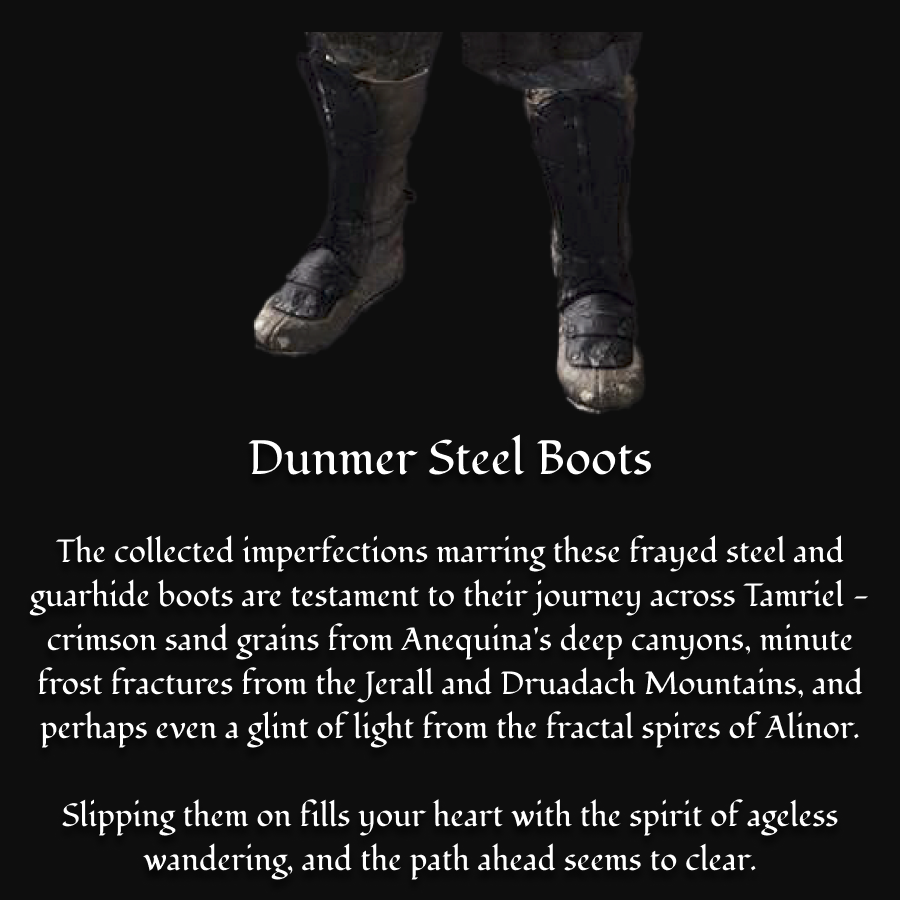 Dunmer Steel Boots
The collected imperfections marring these frayed steel and
guarhide boots are testament to their journey across Tamriel -
crimson sand grains from Anequina's deep canyons, minute
frost fractures from the Jerall and Druadach Mountains, and
perhaps even a glint of light from the fractal spires of Alinor.
Slipping them on fills your heart with the spirit of ageless
wandering, and the path ahead seems to clear.